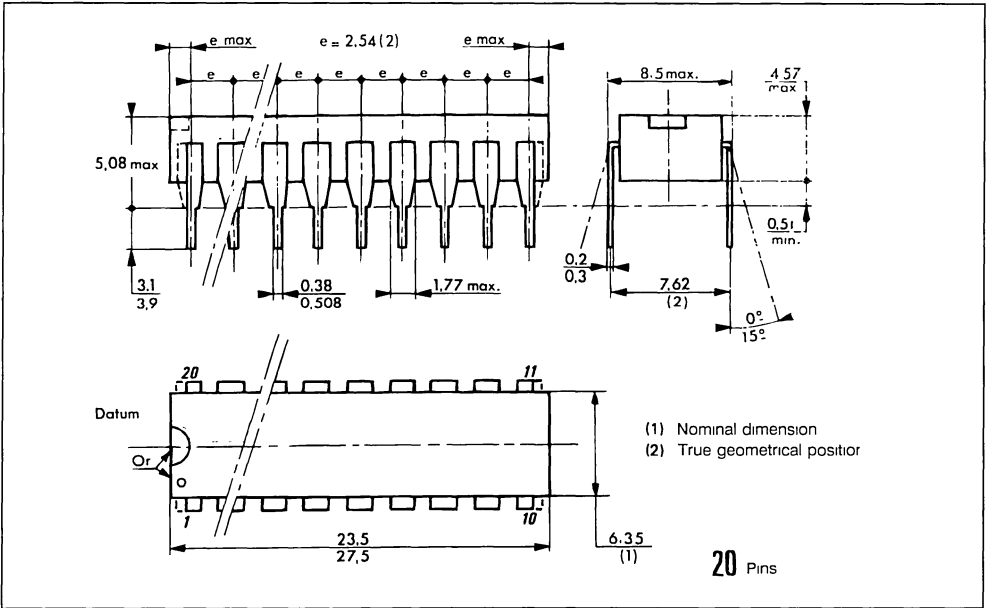 e max
e = 2,54 (2)
e max
e e e e e e e e
8.5 max.
4 57
max
5,08 max
0,51
min.
3.1
3,9
0.38
0,508
1,77 max.
0,2
0,3
7,62
(2)
0°
15°
20
11
Datum
Or
1
10
23,5
27,5
6.35
(1)
(1) Nominal dimension
(2) True geometrical position
20 Pins